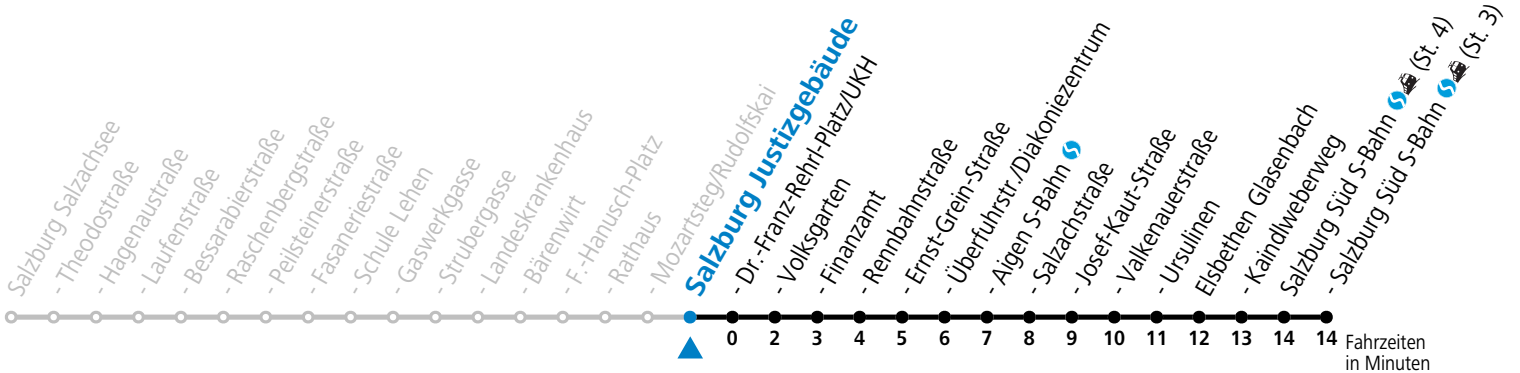 Salzburg Salzachsee
- Theodostraße
- Hagenaustraße
- Laufenstraße
- Bessarabierstraße
- Raschenbergstraße
- Peilsteinerstraße
- Fasaneriestraße
- Schule Lehen
- Gaswerkgasse
- Strubergasse
- Landeskrankenhaus
- Bärenwirt
- F.-Hanusch-Platz
- Rathaus
- Mozartsteg/Rudolfskai
Salzburg Justizgebäude
- Dr.-Franz-Rehrl-Platz/UKH
- Volksgarten
- Finanzamt
- Rennbahnstraße
- Ernst-Grein-Straße
- Überfuhrstr./Diakoniezentrum
- Aigen S-Bahn
- Salzachstraße
- Josef-Kaut-Straße
- Valkenauerstraße
- Ursulinen
Elsbethen Glasenbach
- Kaindlweberweg
Salzburg Süd S-Bahn (St. 4)
- Salzburg Süd S-Bahn (St. 3)
0 2 3 4 5 6 7 8 9 10 11 12 13 14 14
Fahrzeiten
in Minuten